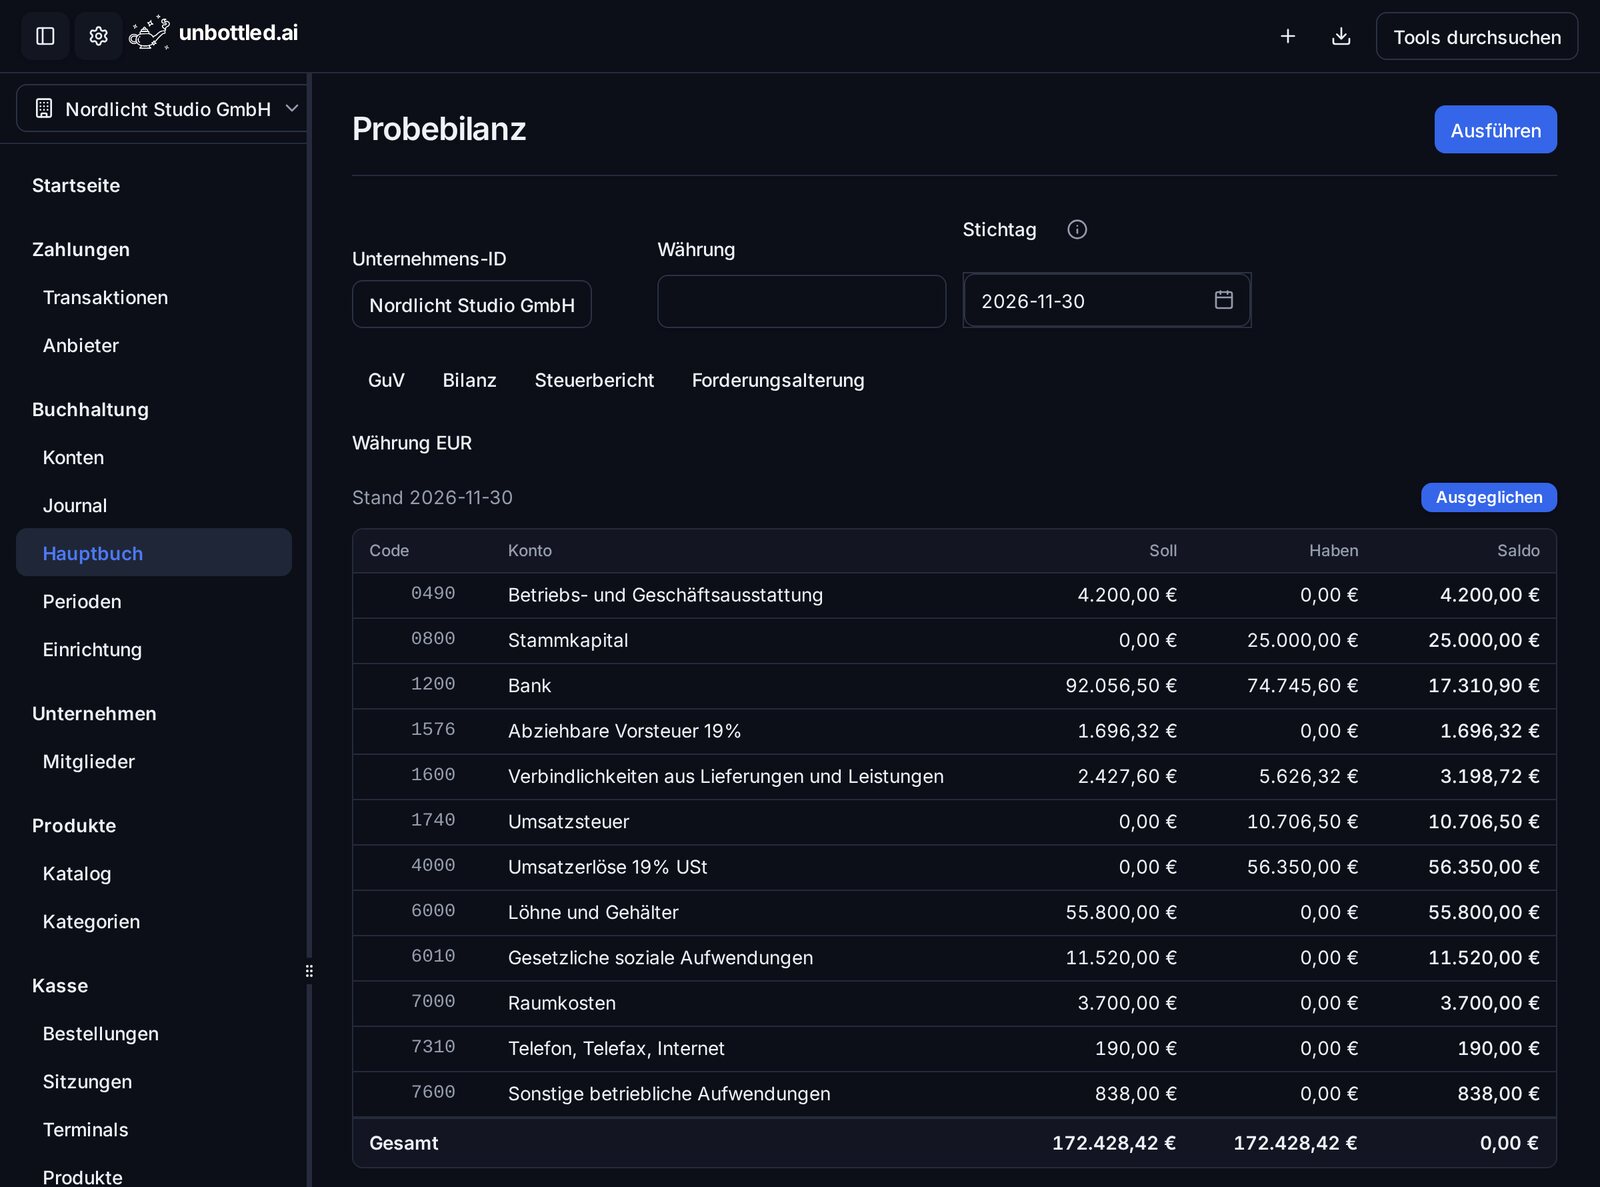 unbottled.ai
Tools durchsuchen
Nordlicht Studio GmbH
Startseite
Zahlungen
Transaktionen
Anbieter
Buchhaltung
Konten
Journal
Hauptbuch
Perioden
Einrichtung
Unternehmen
Mitglieder
Produkte
Katalog
Kategorien
Kasse
Bestellungen
Sitzungen
Terminals
Produkte
Probebilanz
Ausführen
Unternehmens-ID
Nordlicht Studio GmbH
Währung
Stichtag
2026-11-30
GuV Bilanz Steuerbericht Forderungsalterung
Währung EUR
Stand 2026-11-30
Ausgeglichen
Code Konto Soll Haben Saldo
0490 Betriebs- und Geschäftsausstattung 4.200,00 € 0,00 € 4.200,00 €
0800 Stammkapital 0,00 € 25.000,00 € 25.000,00 €
1200 Bank 92.056,50 € 74.745,60 € 17.310,90 €
1576 Abziehbare Vorsteuer 19% 1.696,32 € 0,00 € 1.696,32 €
1600 Verbindlichkeiten aus Lieferungen und Leistungen 2.427,60 € 5.626,32 € 3.198,72 €
1740 Umsatzsteuer 0,00 € 10.706,50 € 10.706,50 €
4000 Umsatzerlöse 19% USt 0,00 € 56.350,00 € 56.350,00 €
6000 Löhne und Gehälter 55.800,00 € 0,00 € 55.800,00 €
6010 Gesetzliche soziale Aufwendungen 11.520,00 € 0,00 € 11.520,00 €
7000 Raumkosten 3.700,00 € 0,00 € 3.700,00 €
7310 Telefon, Telefax, Internet 190,00 € 0,00 € 190,00 €
7600 Sonstige betriebliche Aufwendungen 838,00 € 0,00 € 838,00 €
Gesamt 172.428,42 € 172.428,42 € 0,00 €